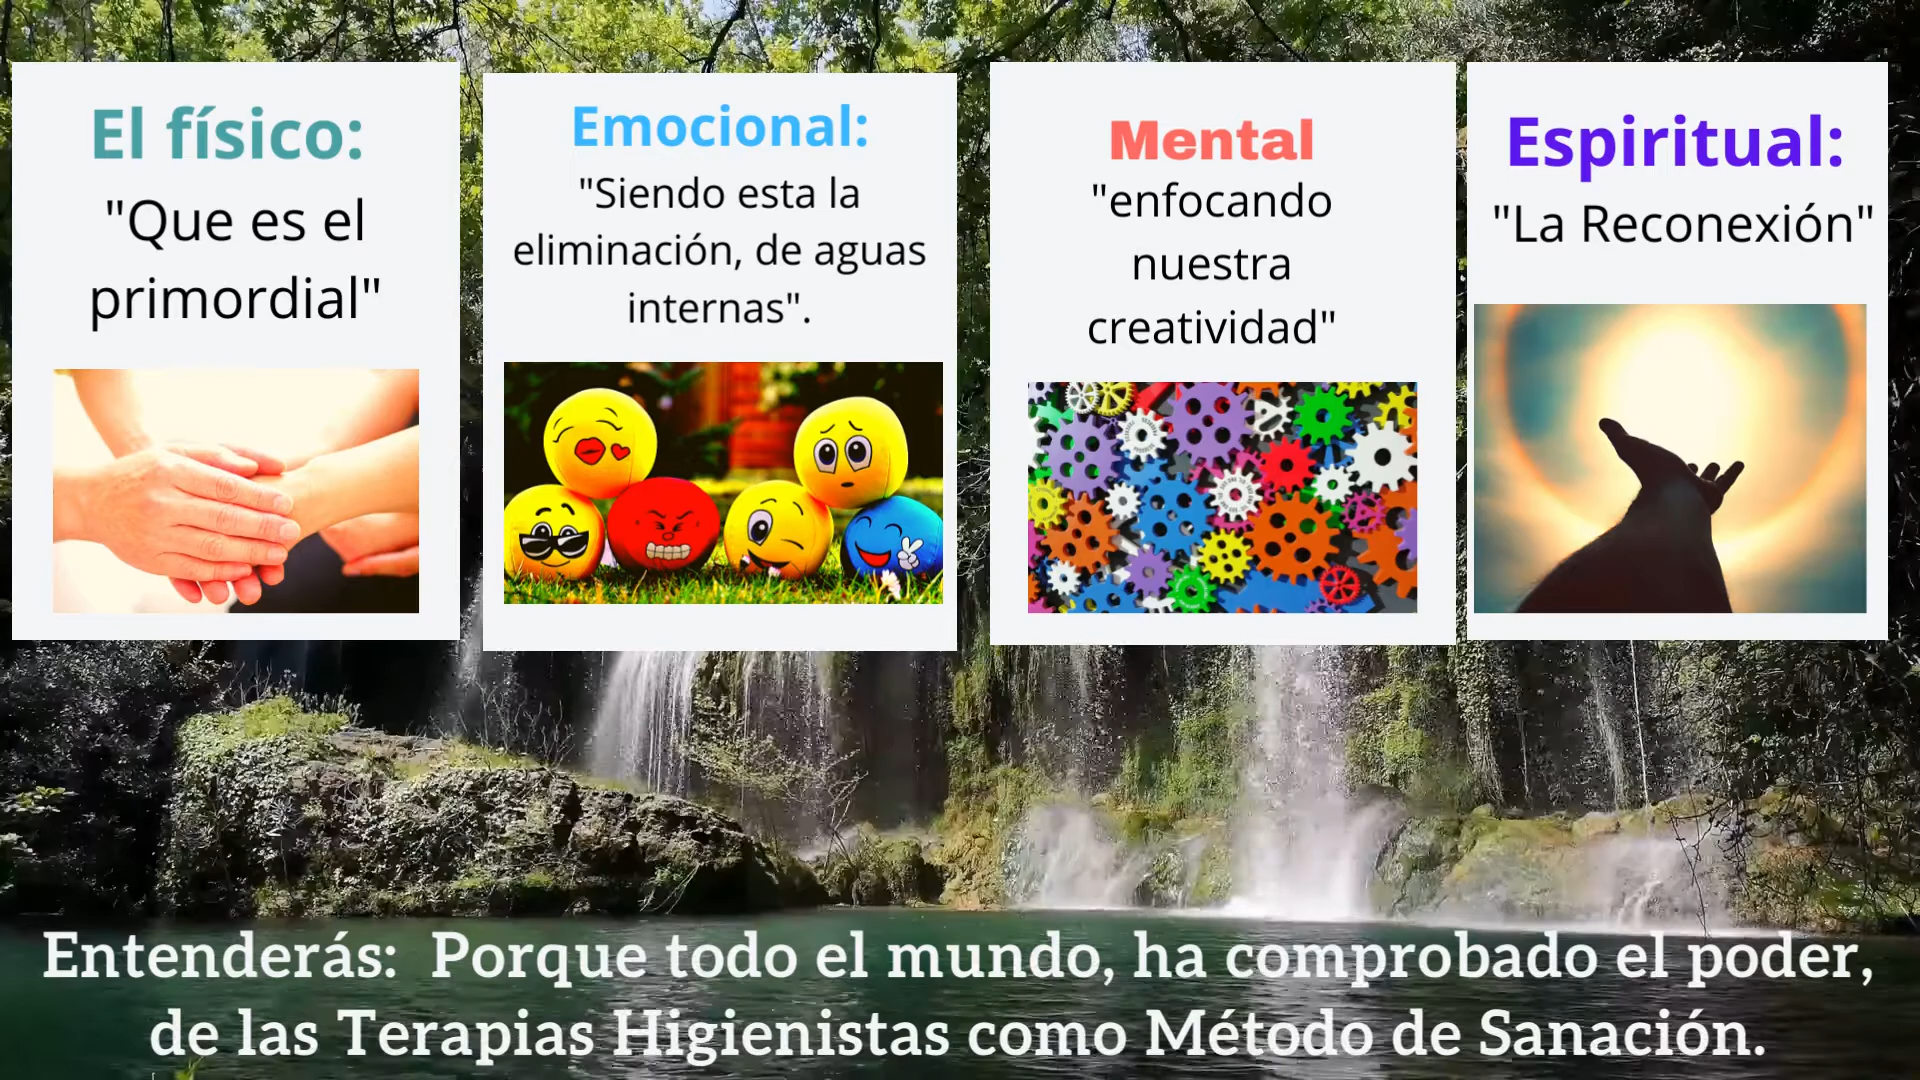 El físico:
"Que es el
primordial"
Emocional:
"Siendo esta la
eliminación, de aguas
internas".
Mental
"enfocando
nuestra
creatividad"
Espiritual:
"La Reconexión"
Entenderás:  Porque todo el mundo, ha comprobado el poder,
de las Terapias Higienistas como Método de Sanación.